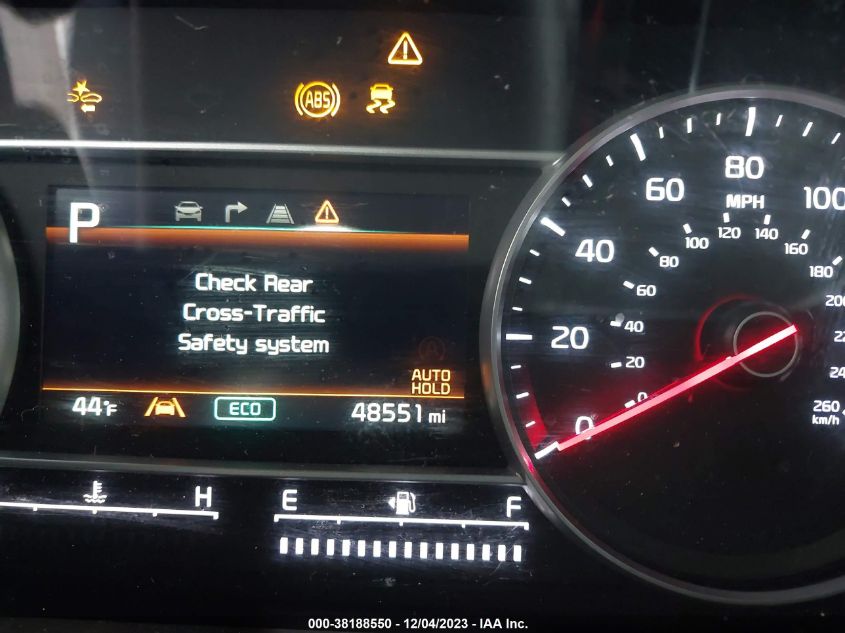 ABS
P
Check Rear
Cross-Traffic
Safety system
AUTO
HOLD
44°F
ECO
48551 mi
H
E
F
0
20
40
60
80
100
MPH
0
20
40
60
80
100
120
140
160
180
260
km/h
000-38188550 - 12/04/2023 - IAA Inc.